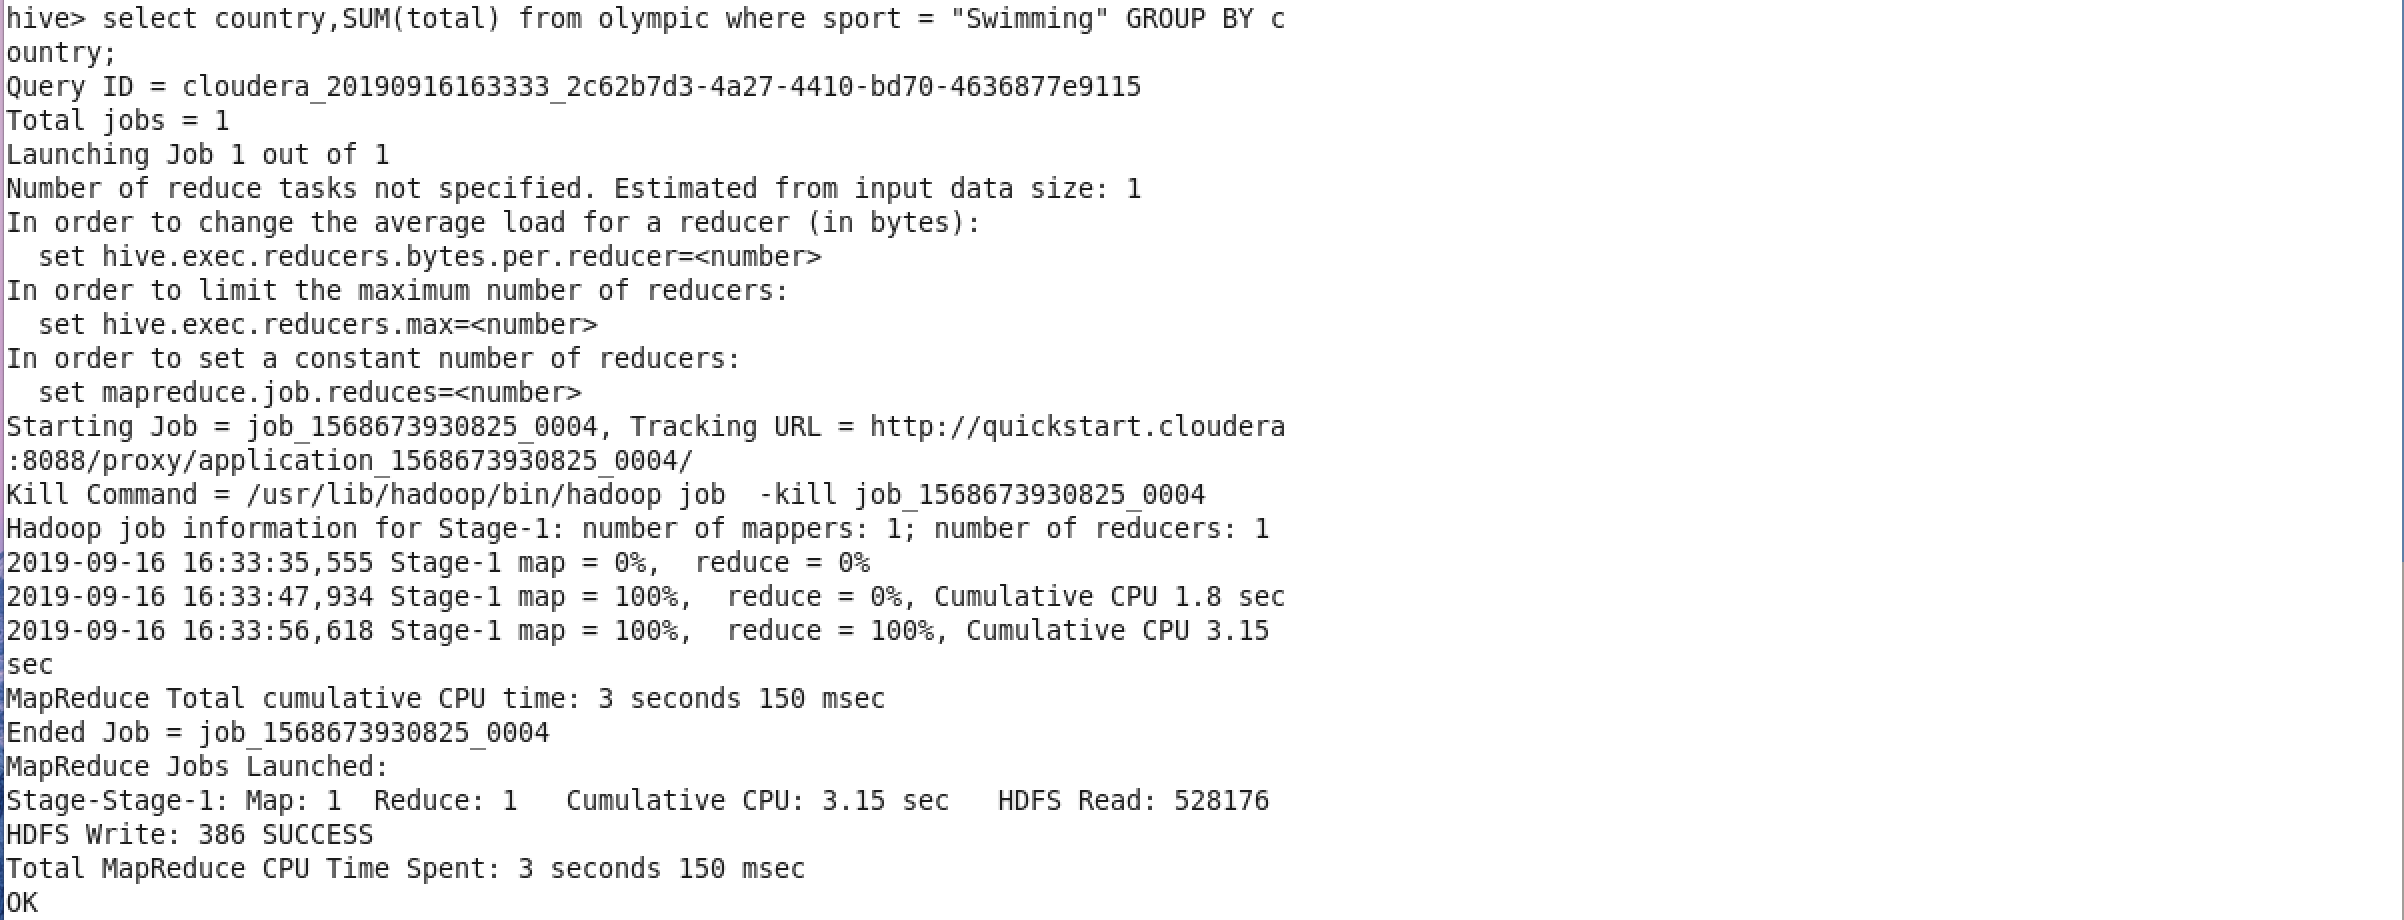 hive> select country,SUM(total) from olympic where sport = "Swimming" GROUP BY c
ountry;
Query ID = cloudera_20190916163333_2c62b7d3-4a27-4410-bd70-4636877e9115
Total jobs = 1
Launching Job 1 out of 1
Number of reduce tasks not specified. Estimated from input data size: 1
In order to change the average load for a reducer (in bytes):
  set hive.exec.reducers.bytes.per.reducer=<number>
In order to limit the maximum number of reducers:
  set hive.exec.reducers.max=<number>
In order to set a constant number of reducers:
  set mapreduce.job.reduces=<number>
Starting Job = job_1568673930825_0004, Tracking URL = http://quickstart.cloudera
:8088/proxy/application_1568673930825_0004/
Kill Command = /usr/lib/hadoop/bin/hadoop job  -kill job_1568673930825_0004
Hadoop job information for Stage-1: number of mappers: 1; number of reducers: 1
2019-09-16 16:33:35,555 Stage-1 map = 0%,  reduce = 0%
2019-09-16 16:33:47,934 Stage-1 map = 100%,  reduce = 0%, Cumulative CPU 1.8 sec
2019-09-16 16:33:56,618 Stage-1 map = 100%,  reduce = 100%, Cumulative CPU 3.15
sec
MapReduce Total cumulative CPU time: 3 seconds 150 msec
Ended Job = job_1568673930825_0004
MapReduce Jobs Launched:
Stage-Stage-1: Map: 1  Reduce: 1   Cumulative CPU: 3.15 sec   HDFS Read: 528176
HDFS Write: 386 SUCCESS
Total MapReduce CPU Time Spent: 3 seconds 150 msec
OK